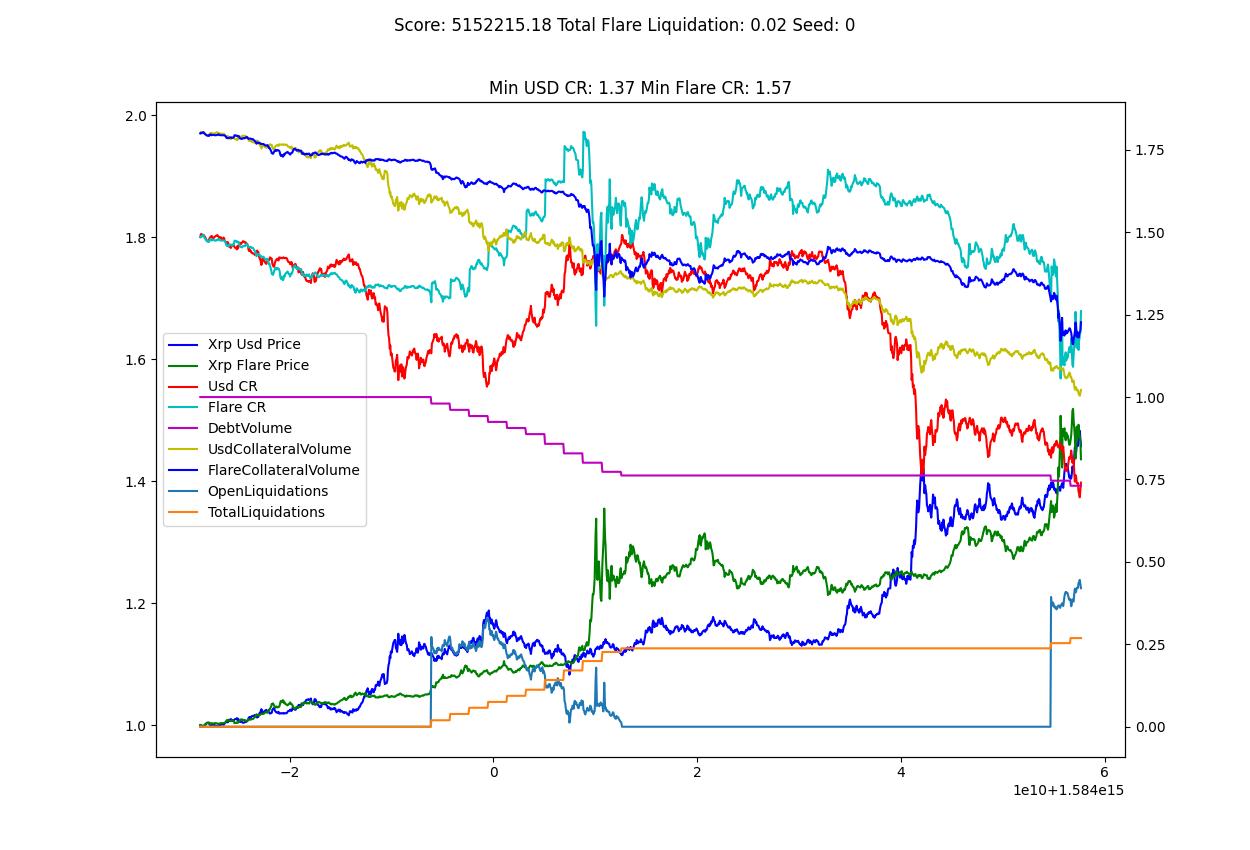 Score: 5152215.18 Total Flare Liquidation: 0.02 Seed: 0
Min USD CR: 1.37 Min Flare CR: 1.57
2.0
1.8
1.6
1.4
1.2
1.0
1.75
1.50
1.25
1.00
0.75
0.50
0.25
0.00
Xrp Usd Price
Xrp Flare Price
Usd CR
Flare CR
DebtVolume
UsdCollateralVolume
FlareCollateralVolume
OpenLiquidations
TotalLiquidations
−2 0 2 4 6
1e10+1.584e15